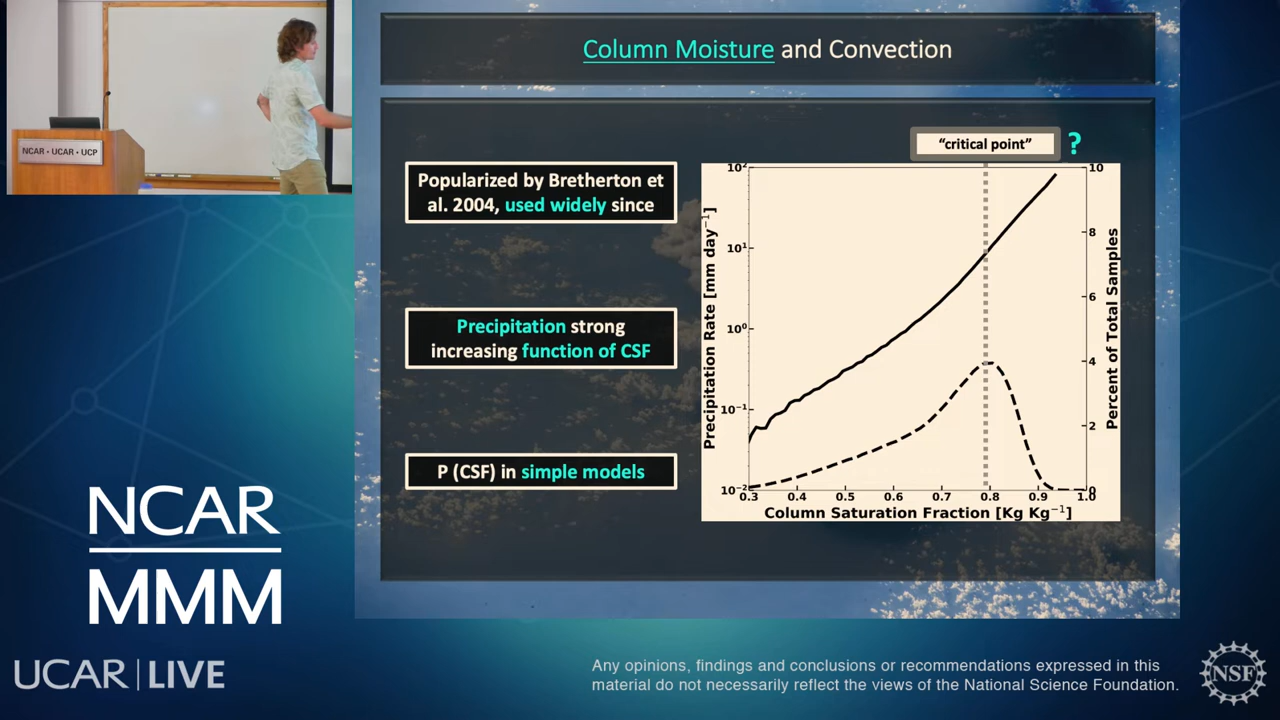 NCAR • UCAR • UCP
Column Moisture and Convection
Popularized by Bretherton et
al. 2004, used widely since
Precipitation strong
increasing function of CSF
P (CSF) in simple models
“critical point” ?
Precipitation Rate [mm day⁻¹]
10²
10¹
10⁰
10⁻¹
10⁻²
0.3 0.4 0.5 0.6 0.7 0.8 0.9 1.0
Column Saturation Fraction [Kg Kg⁻¹]
10
8
6
4
2
0
Percent of Total Samples
NCAR
MMM
UCAR | LIVE
Any opinions, findings and conclusions or recommendations expressed in this
material do not necessarily reflect the views of the National Science Foundation.
NSF